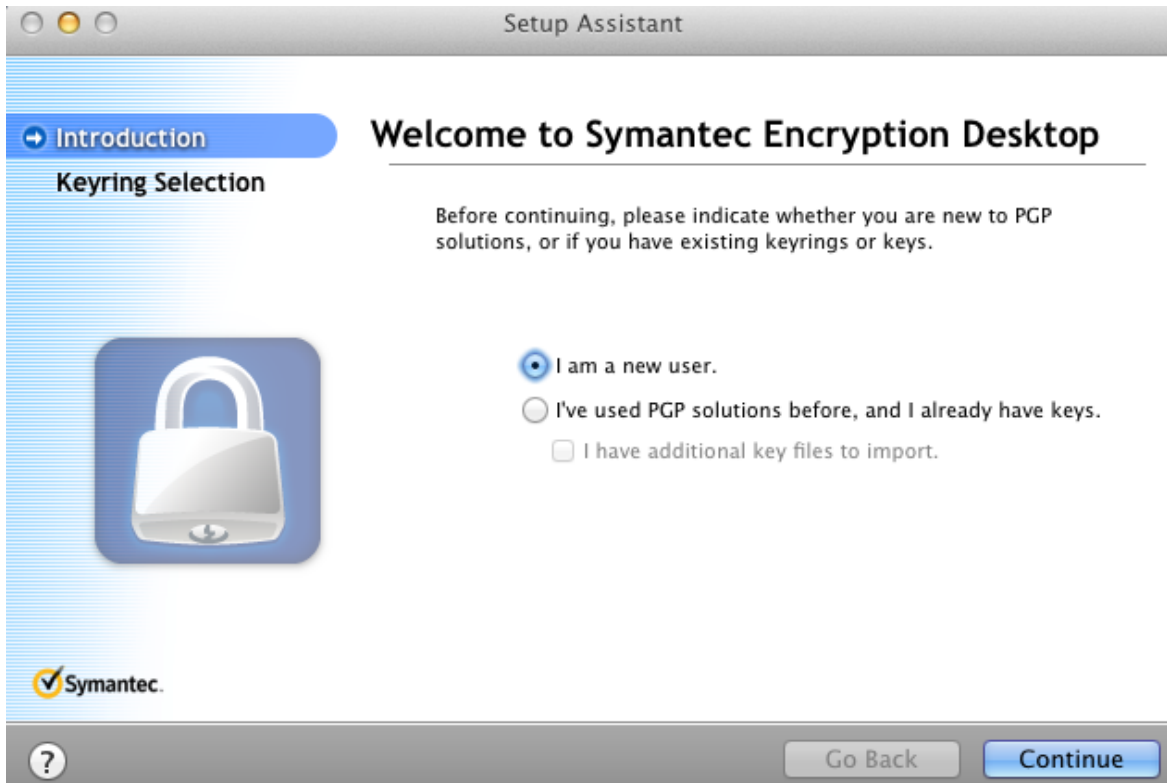 Setup Assistant
Introduction
Keyring Selection
Welcome to Symantec Encryption Desktop
Before continuing, please indicate whether you are new to PGP
solutions, or if you have existing keyrings or keys.
I am a new user.
I've used PGP solutions before, and I already have keys.
I have additional key files to import.
Symantec.
?
Go Back
Continue